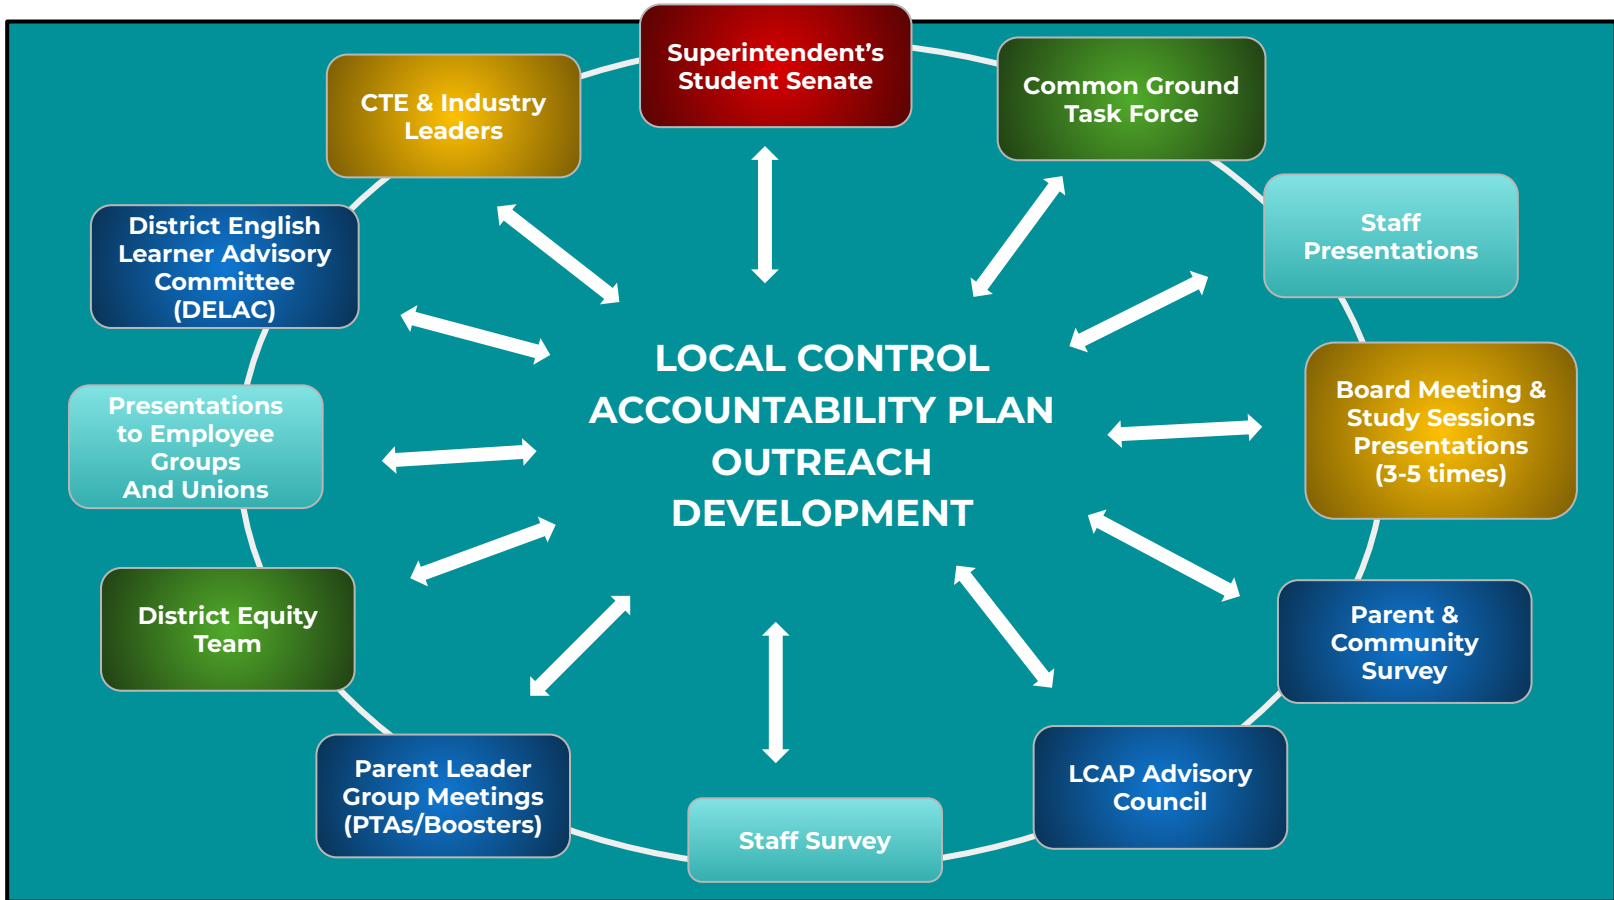 Superintendent’s
Student Senate
Common Ground
Task Force
Staff
Presentations
Board Meeting &
Study Sessions
Presentations
(3-5 times)
Parent &
Community
Survey
LCAP Advisory
Council
Staff Survey
Parent Leader
Group Meetings
(PTAs/Boosters)
District Equity
Team
Presentations
to Employee
Groups
And Unions
District English
Learner Advisory
Committee
(DELAC)
CTE & Industry
Leaders
LOCAL CONTROL
ACCOUNTABILITY PLAN
OUTREACH
DEVELOPMENT